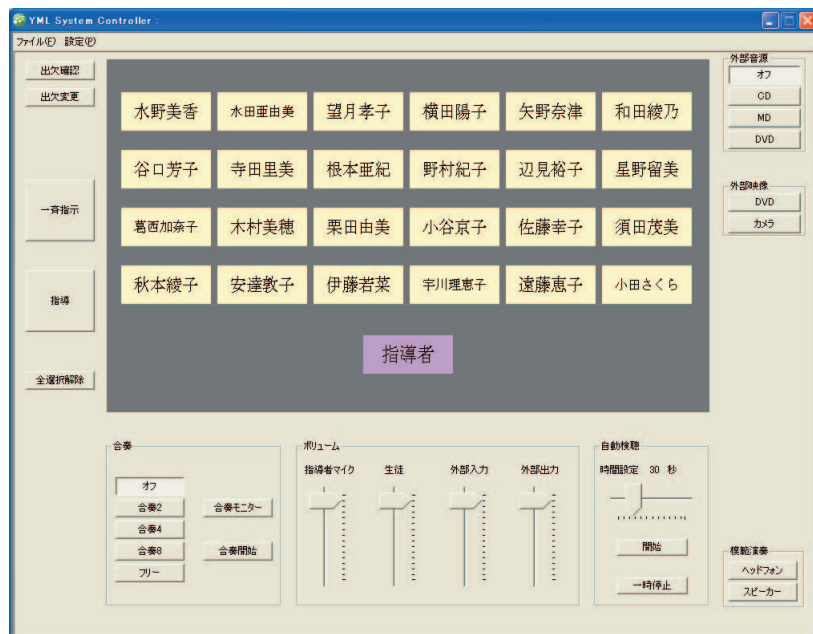 YML System Controller :
ファイル(F) 設定(P)
出欠確認
出欠変更
一斉指示
指導
全選択解除
水野美香 水田亜由美 望月孝子 横田陽子 矢野奈津 和田綾乃
谷口芳子 寺田里美 根本亜紀 野村紀子 辺見裕子 星野留美
葛西加奈子 木村美穂 栗田由美 小谷京子 佐藤幸子 須田茂美
秋本綾子 安達敦子 伊藤若菜 宇川理恵子 遠藤恵子 小田さくら
指導者
外部音源
オフ
CD
MD
DVD
外部映像
DVD
カメラ
合奏
オフ
合奏2
合奏4
合奏8
フリー
合奏モニター
合奏開始
ボリューム
指導者マイク 生徒 外部入力 外部出力
自動検聴
時間設定 30 秒
開始
一時停止
模範演奏
ヘッドフォン
スピーカー